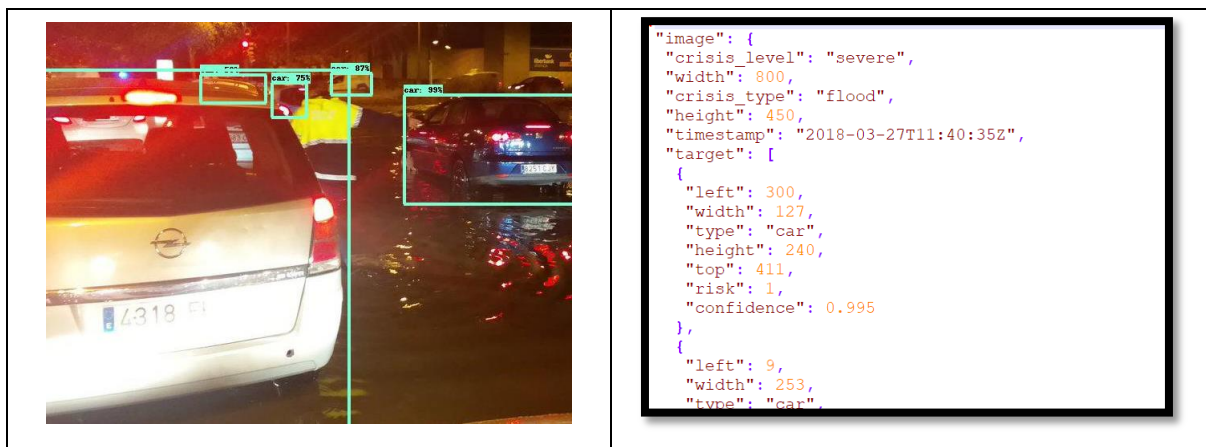 car: 75%
87%
car: 99%
4318
"image": {
"crisis_level": "severe",
"width": 800,
"crisis_type": "flood",
"height": 450,
"timestamp": "2018-03-27T11:40:35Z",
"target": [
{
"left": 300,
"width": 127,
"type": "car",
"height": 240,
"top": 411,
"risk": 1,
"confidence": 0.995
},
{
"left": 9,
"width": 253,
"type": "car",